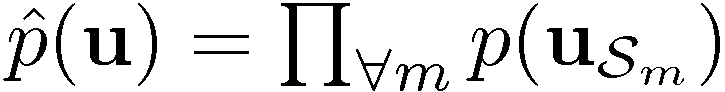 p̂(𝐮) = ∏_{∀m} p(𝐮_{𝒮_m})